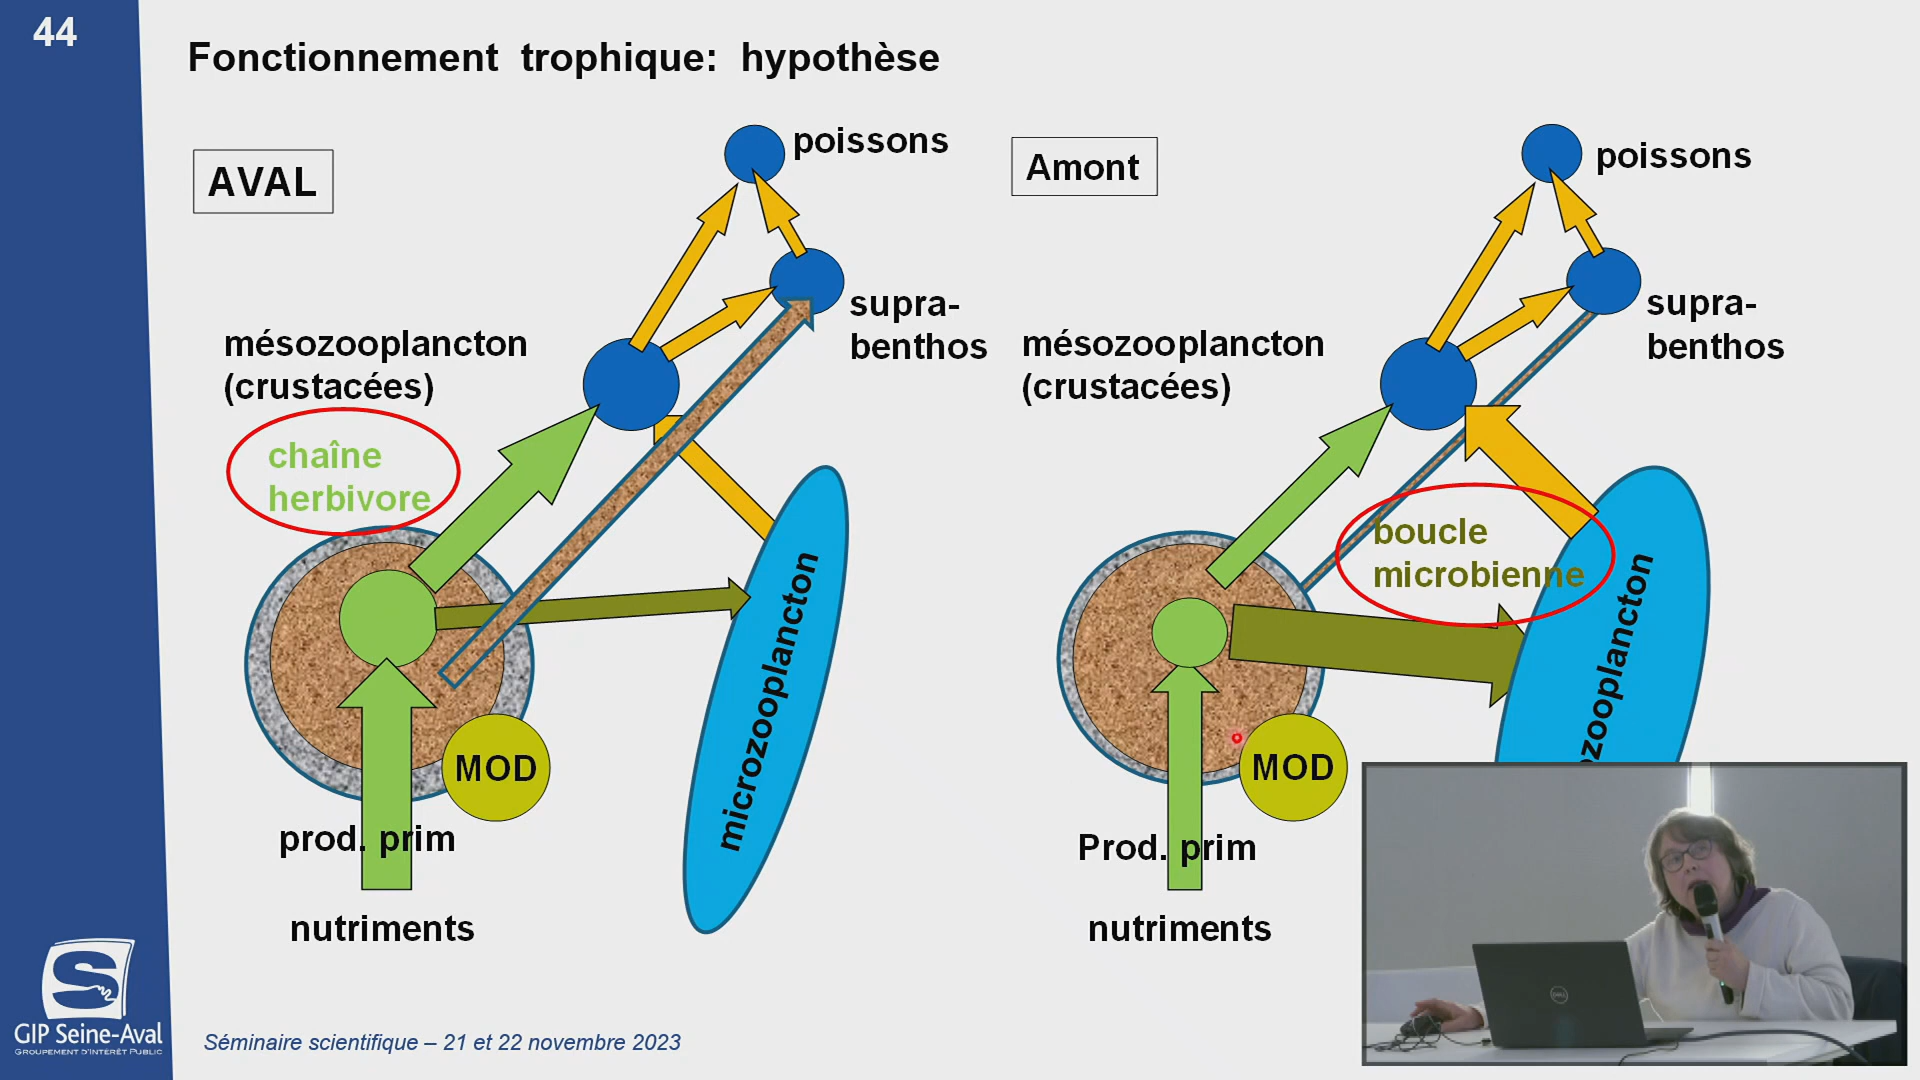 44
Fonctionnement trophique: hypothèse
AVAL
poissons
supra-
benthos
mésozooplancton
(crustacées)
chaîne
herbivore
microzooplancton
MOD
prod. prim
nutriments
Amont
poissons
supra-
benthos
mésozooplancton
(crustacées)
boucle
microbienne
zooplancton
MOD
Prod. prim
nutriments
GIP Seine-Aval
GROUPEMENT D'INTÉRÊT PUBLIC
Séminaire scientifique – 21 et 22 novembre 2023
DELL